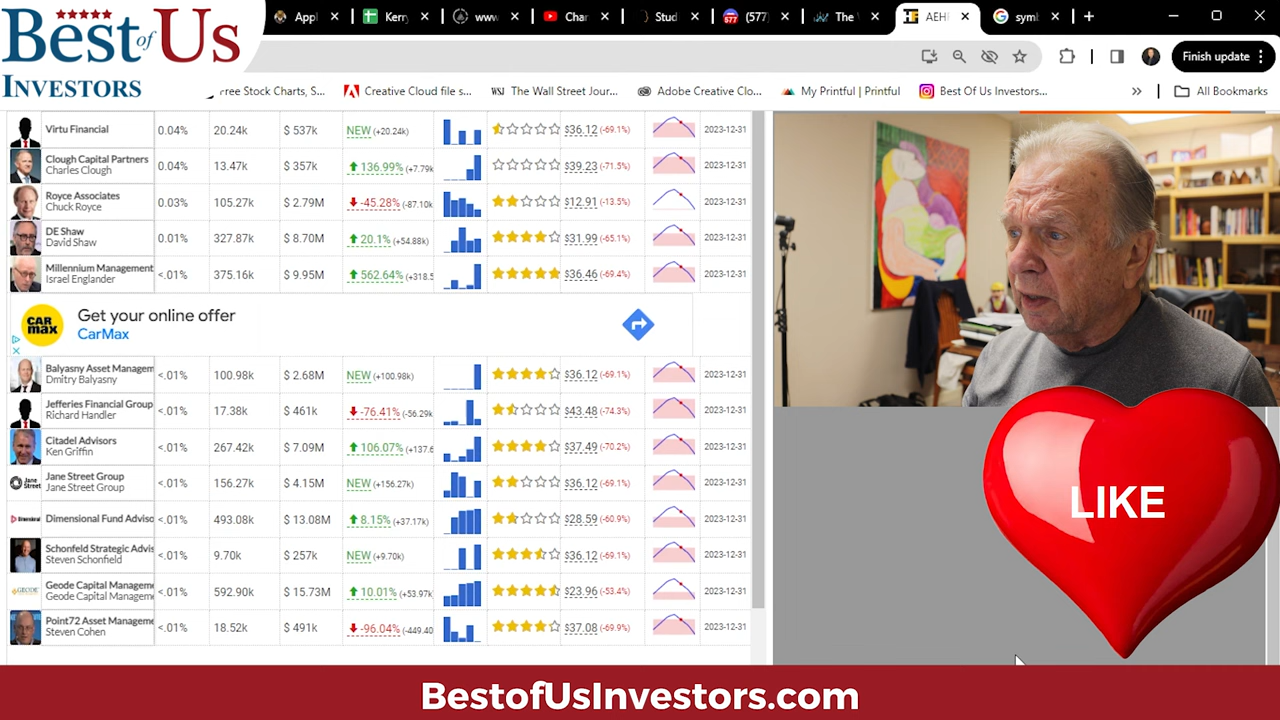 Best of Us
INVESTORS
Appl
Kerry
www
Char
Stud
577
(577)
The
AEHR
syml
Finish update
Free Stock Charts, S...
Creative Cloud file s...
The Wall Street Jour...
Adobe Creative Clo...
My Printful | Printful
Best Of Us Investors...
All Bookmarks
Virtu Financial 0.04% 20.24k $ 537k NEW (+20.24k) $36.12 (-69.1%) 2023-12-31
Clough Capital Partners
Charles Clough 0.04% 13.47k $ 357k 136.99% (+7.79k $39.23 (-71.5%) 2023-12-31
Royce Associates
Chuck Royce 0.03% 105.27k $ 2.79M -45.28% (-87.10k $12.91 (-13.5%) 2023-12-31
DE Shaw
David Shaw 0.01% 327.87k $ 8.70M 20.1% (+54.88k) $31.99 (-65.1%) 2023-12-31
Millennium Management
Israel Englander <.01% 375.16k $ 9.95M 562.64% (+318.5 $36.46 (-69.4%) 2023-12-31
CAR MAX
Get your online offer
CarMax
Balyasny Asset Managem
Dmitry Balyasny <.01% 100.98k $ 2.68M NEW (+100.98k) $36.12 (-69.1%) 2023-12-31
Jefferies Financial Group
Richard Handler <.01% 17.38k $ 461k -76.41% (-56.29k $43.48 (-74.3%) 2023-12-31
Citadel Advisors
Ken Griffin <.01% 267.42k $ 7.09M 106.07% (+137.6 $37.49 (-70.2%) 2023-12-31
Jane Street
Jane Street Group
Jane Street Group <.01% 156.27k $ 4.15M NEW (+156.27k) $36.12 (-69.1%) 2023-12-31
Dimensional Fund Adviso <.01% 493.08k $ 13.08M 8.15% (+37.17k) $28.59 (-60.9%) 2023-12-31
Schonfeld Strategic Advis
Steven Schonfield <.01% 9.70k $ 257k NEW (+9.70k) $36.12 (-69.1%) 2023-12-31
GEODE
Geode Capital Managem
Geode Capital Managem <.01% 592.90k $ 15.73M 10.01% (+53.97k $23.96 (-53.4%) 2023-12-31
Point72 Asset Manageme
Steven Cohen <.01% 18.52k $ 491k -96.04% (-449.40 $37.08 (-69.9%) 2023-12-31
LIKE
BestofUsInvestors.com